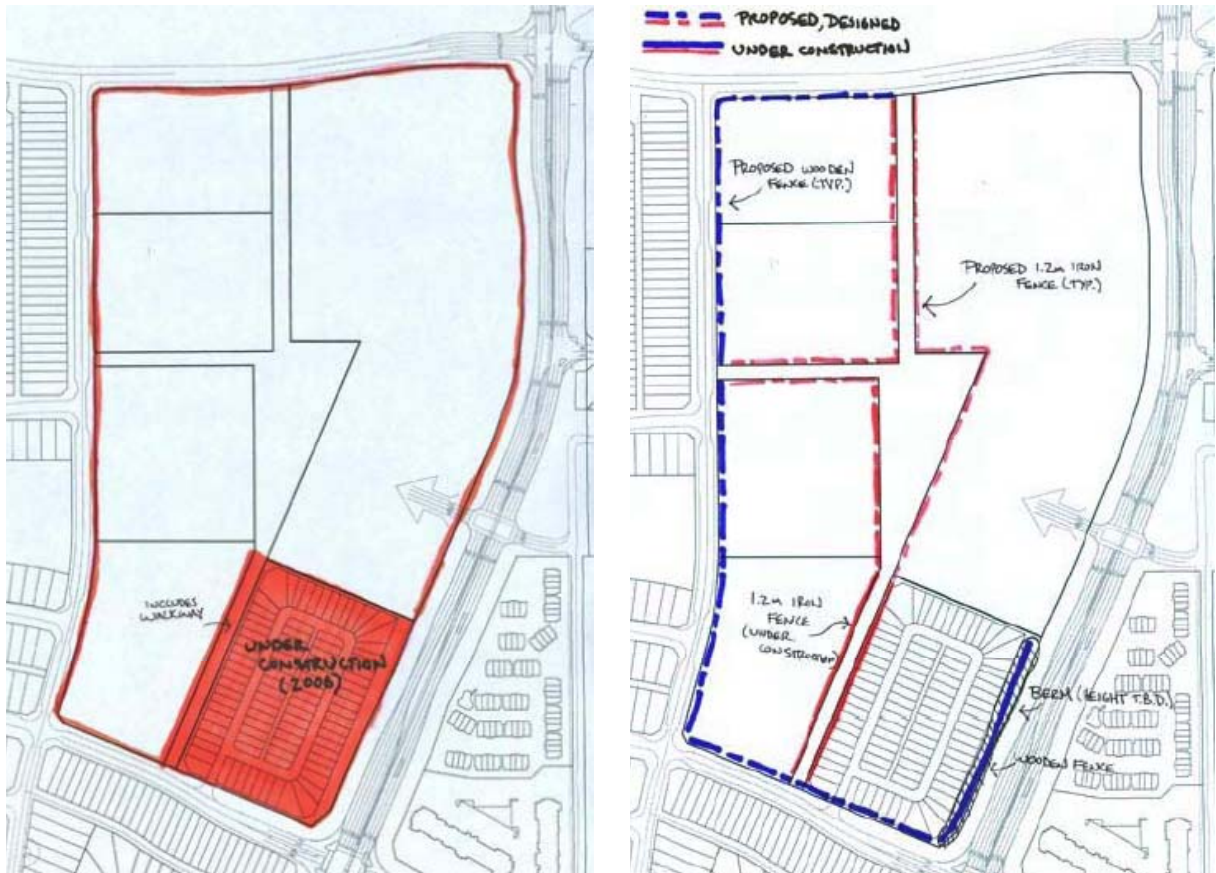 INCLUDES
WALKWAY
UNDER
CONSTRUCTION
(2006)
PROPOSED, DESIGNED
UNDER CONSTRUCTION
PROPOSED WOODEN
FENCE (TYP.)
PROPOSED 1.2m IRON
FENCE (TYP.)
1.2m IRON
FENCE
(UNDER
CONSTRUCTION)
BERM (HEIGHT T.B.D.)
WOODEN FENCE